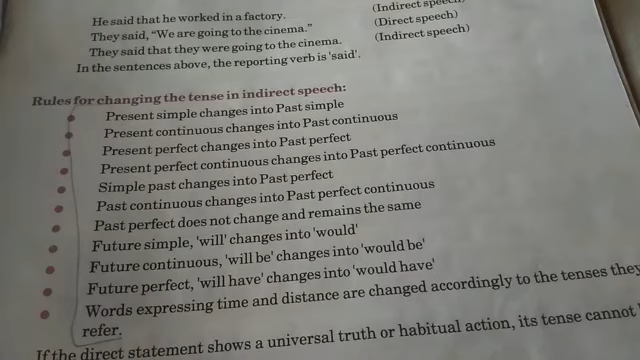 He said that he worked in a factory. (Indirect speech)
They said, “We are going to the cinema.” (Direct speech)
They said that they were going to the cinema. (Indirect speech)
In the sentences above, the reporting verb is 'said'.
Rules for changing the tense in indirect speech:
Present simple changes into Past simple
Present continuous changes into Past continuous
Present perfect changes into Past perfect
Present perfect continuous changes into Past perfect continuous
Simple past changes into Past perfect
Past continuous changes into Past perfect continuous
Past perfect does not change and remains the same
Future simple, 'will' changes into 'would'
Future continuous, 'will be' changes into 'would be'
Future perfect, 'will have' changes into 'would have'
Words expressing time and distance are changed accordingly to the tenses they
refer.
If the direct statement shows a universal truth or habitual action, its tense cannot